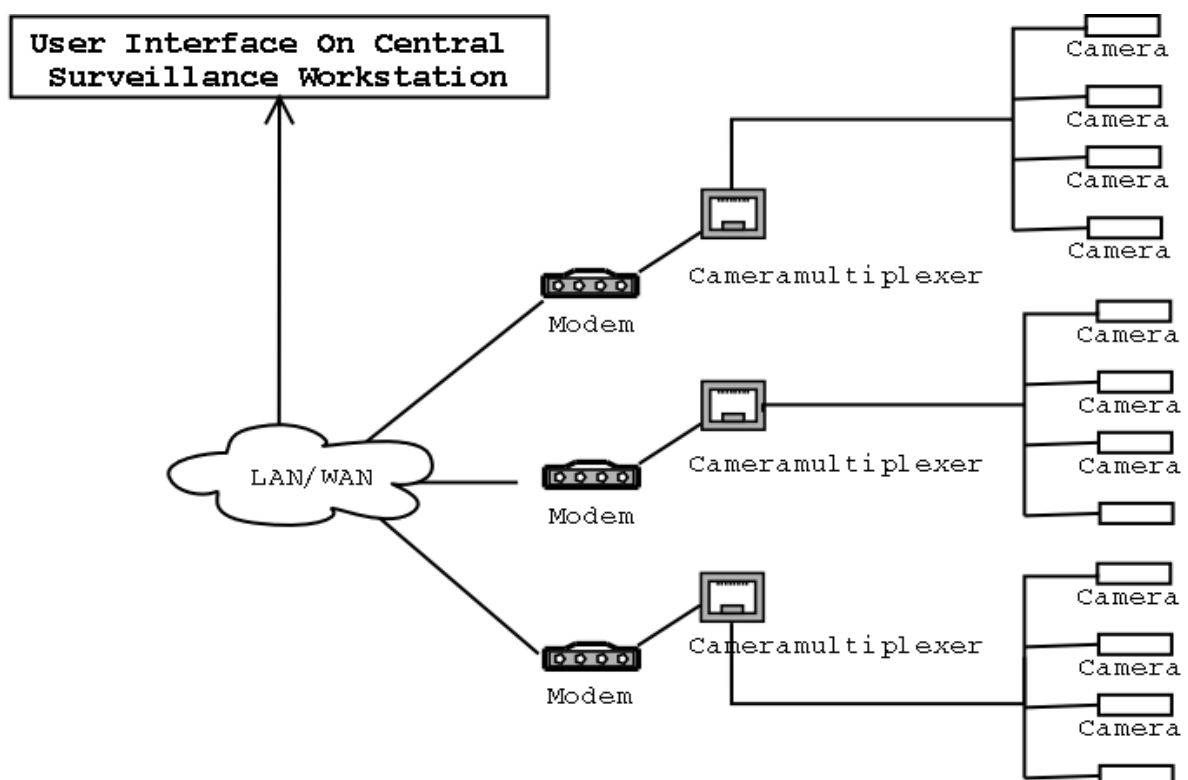 User Interface On Central
Surveillance Workstation
Camera
Camera
Camera
Camera
Cameramultiplexer
Modem
Camera
Camera
Camera
Cameramultiplexer
LAN/WAN
Modem
Camera
Camera
Camera
Cameramultiplexer
Modem